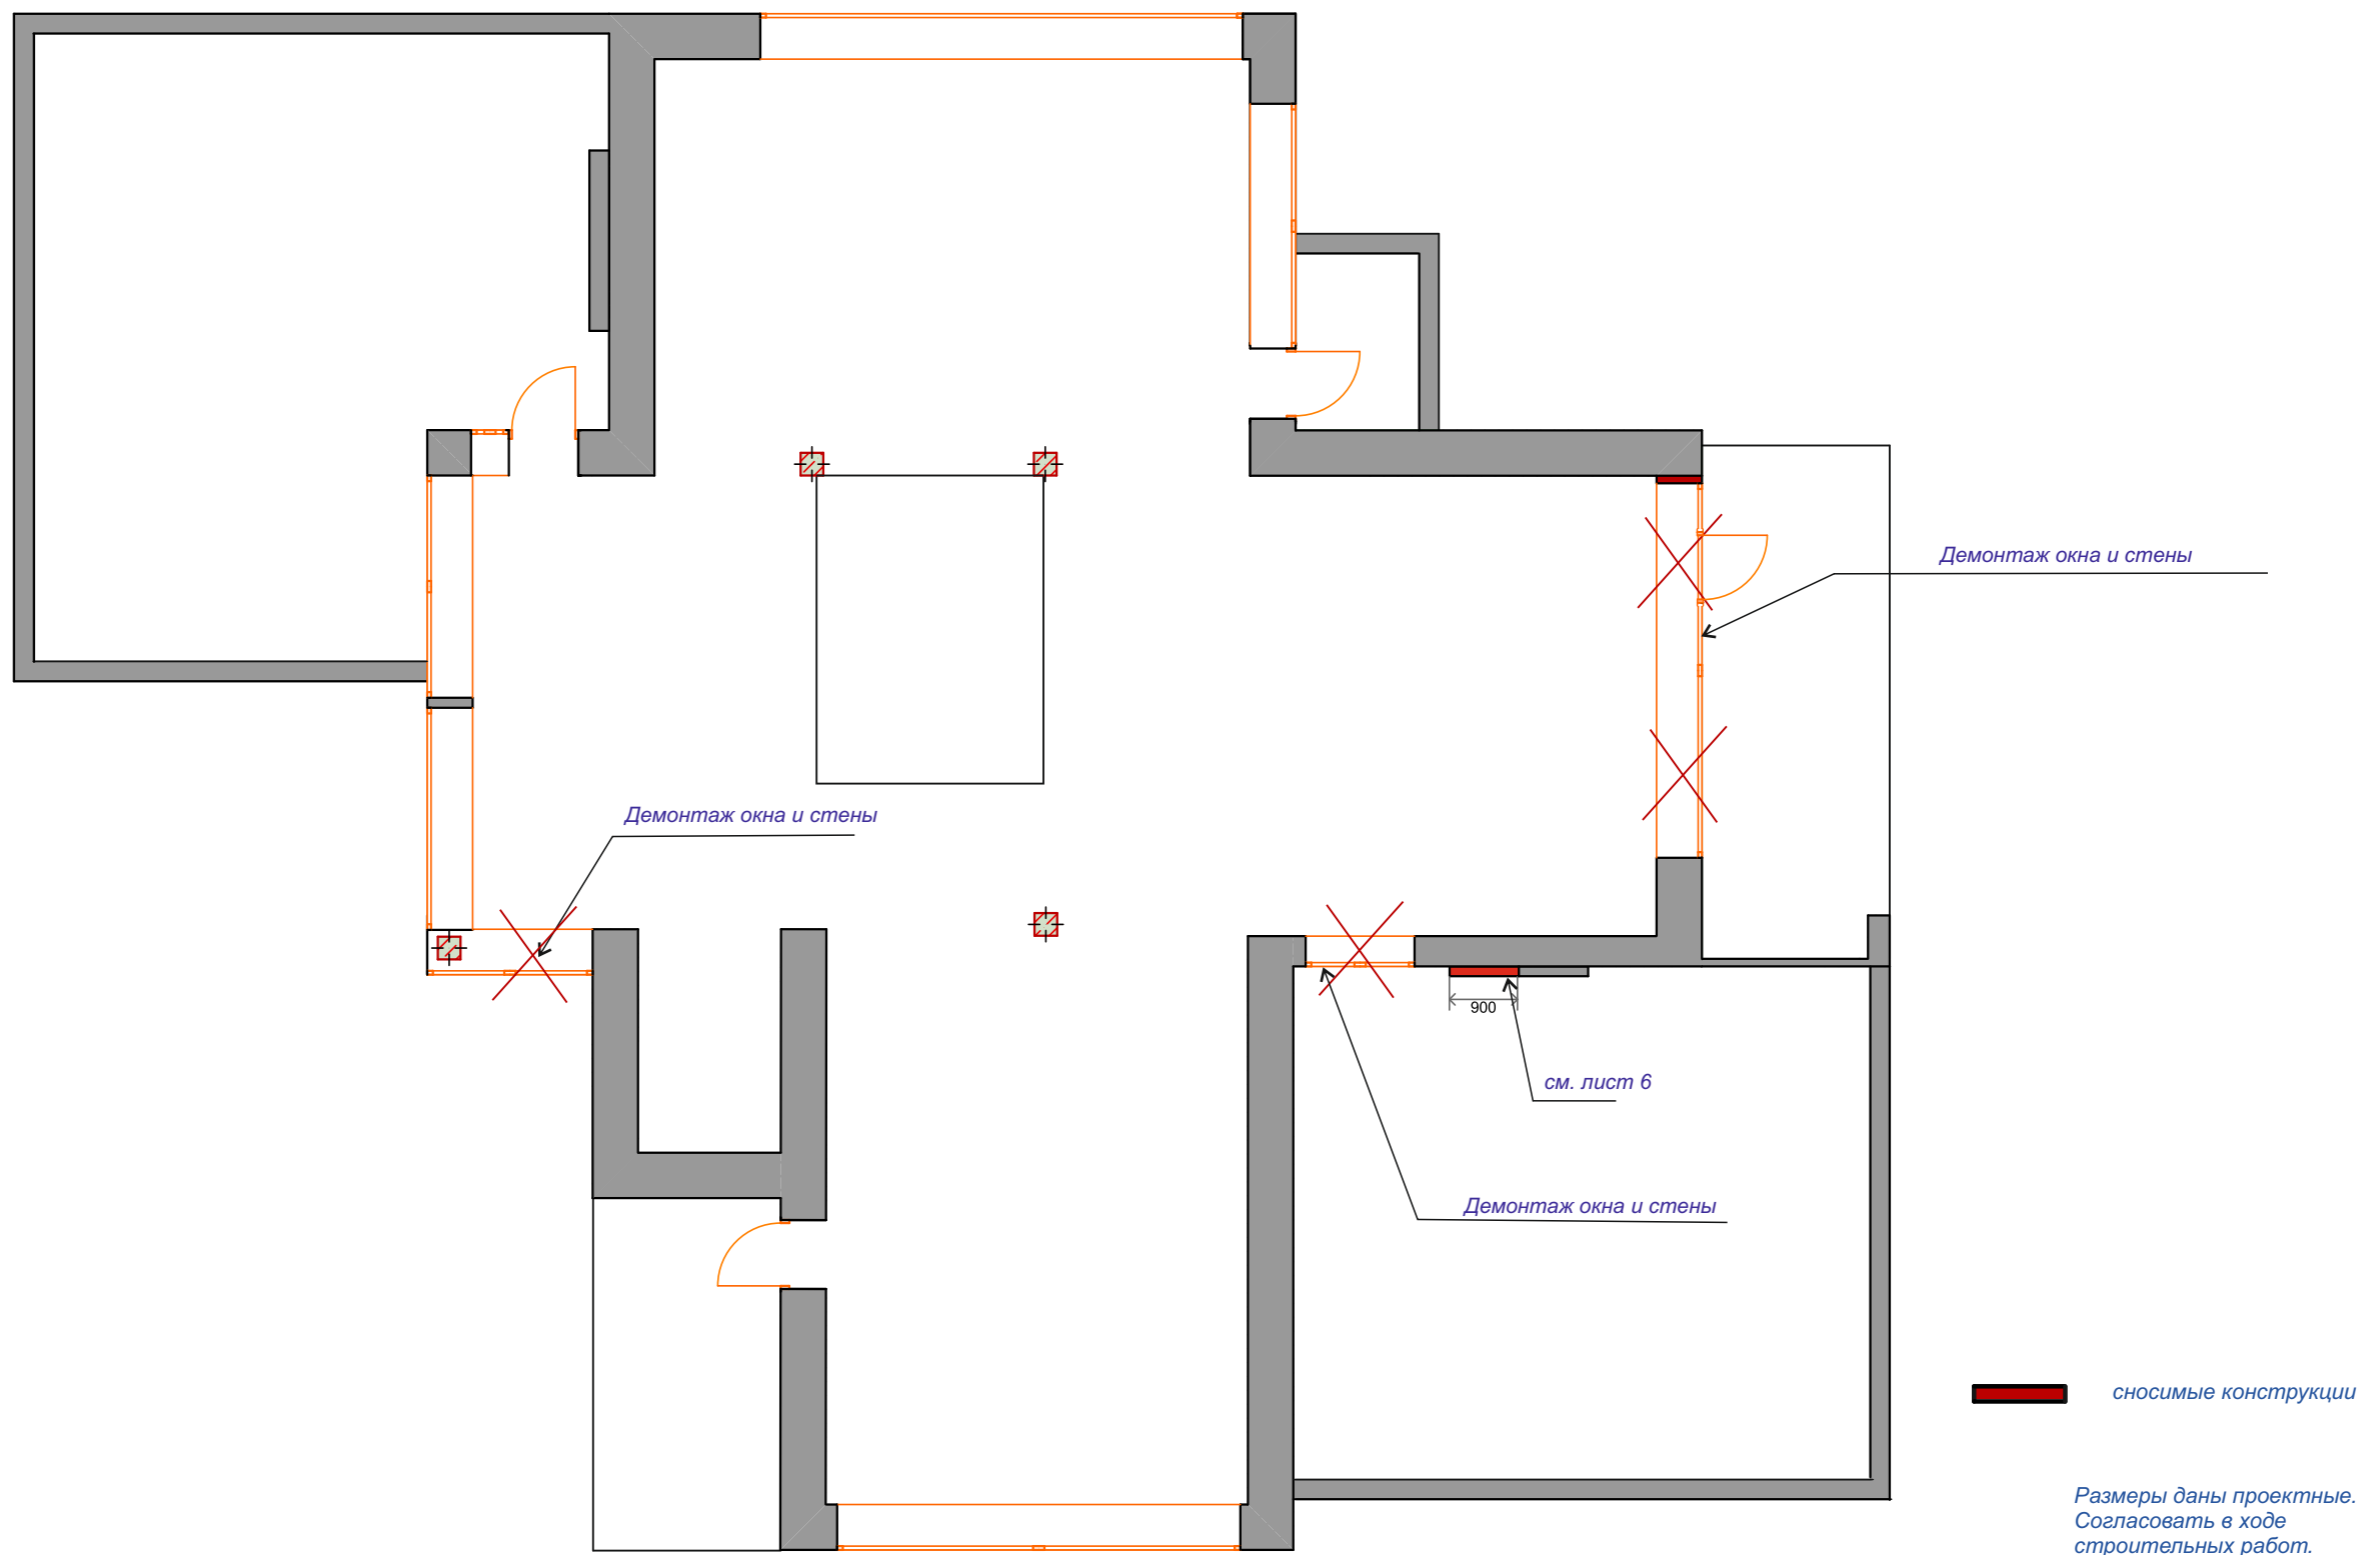 Демонтаж окна и стены
Демонтаж окна и стены
900
см. лист 6
Демонтаж окна и стены
сносимые конструкции
Размеры даны проектные.
Согласовать в ходе
строительных работ.